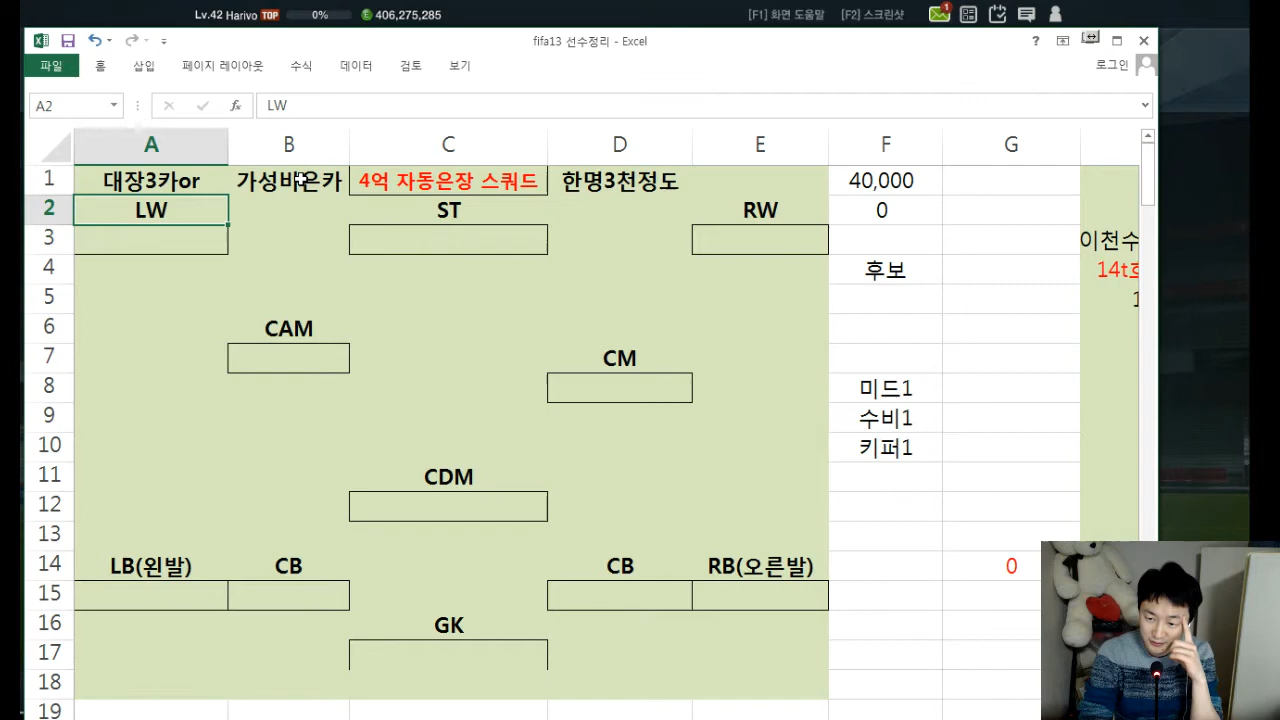 Lv.42 Harivo TOP 0% E 406,275,285 [F1] 화면 도움말 [F2] 스크린샷 1
fifa13 선수정리 - Excel ?
파일 홈 삽입 페이지 레이아웃 수식 데이터 검토 보기 로그인
A2 fx LW
A B C D E F G
1 대장3카or 가성비은카 4억 자동은장 스쿼드 한명3천정도 40,000
2 LW ST RW 0
3 이천수
4 후보 14t
5 1
6 CAM
7 CM
8 미드1
9 수비1
10 키퍼1
11 CDM
12
13
14 LB(왼발) CB CB RB(오른발) 0
15
16 GK
17
18
19